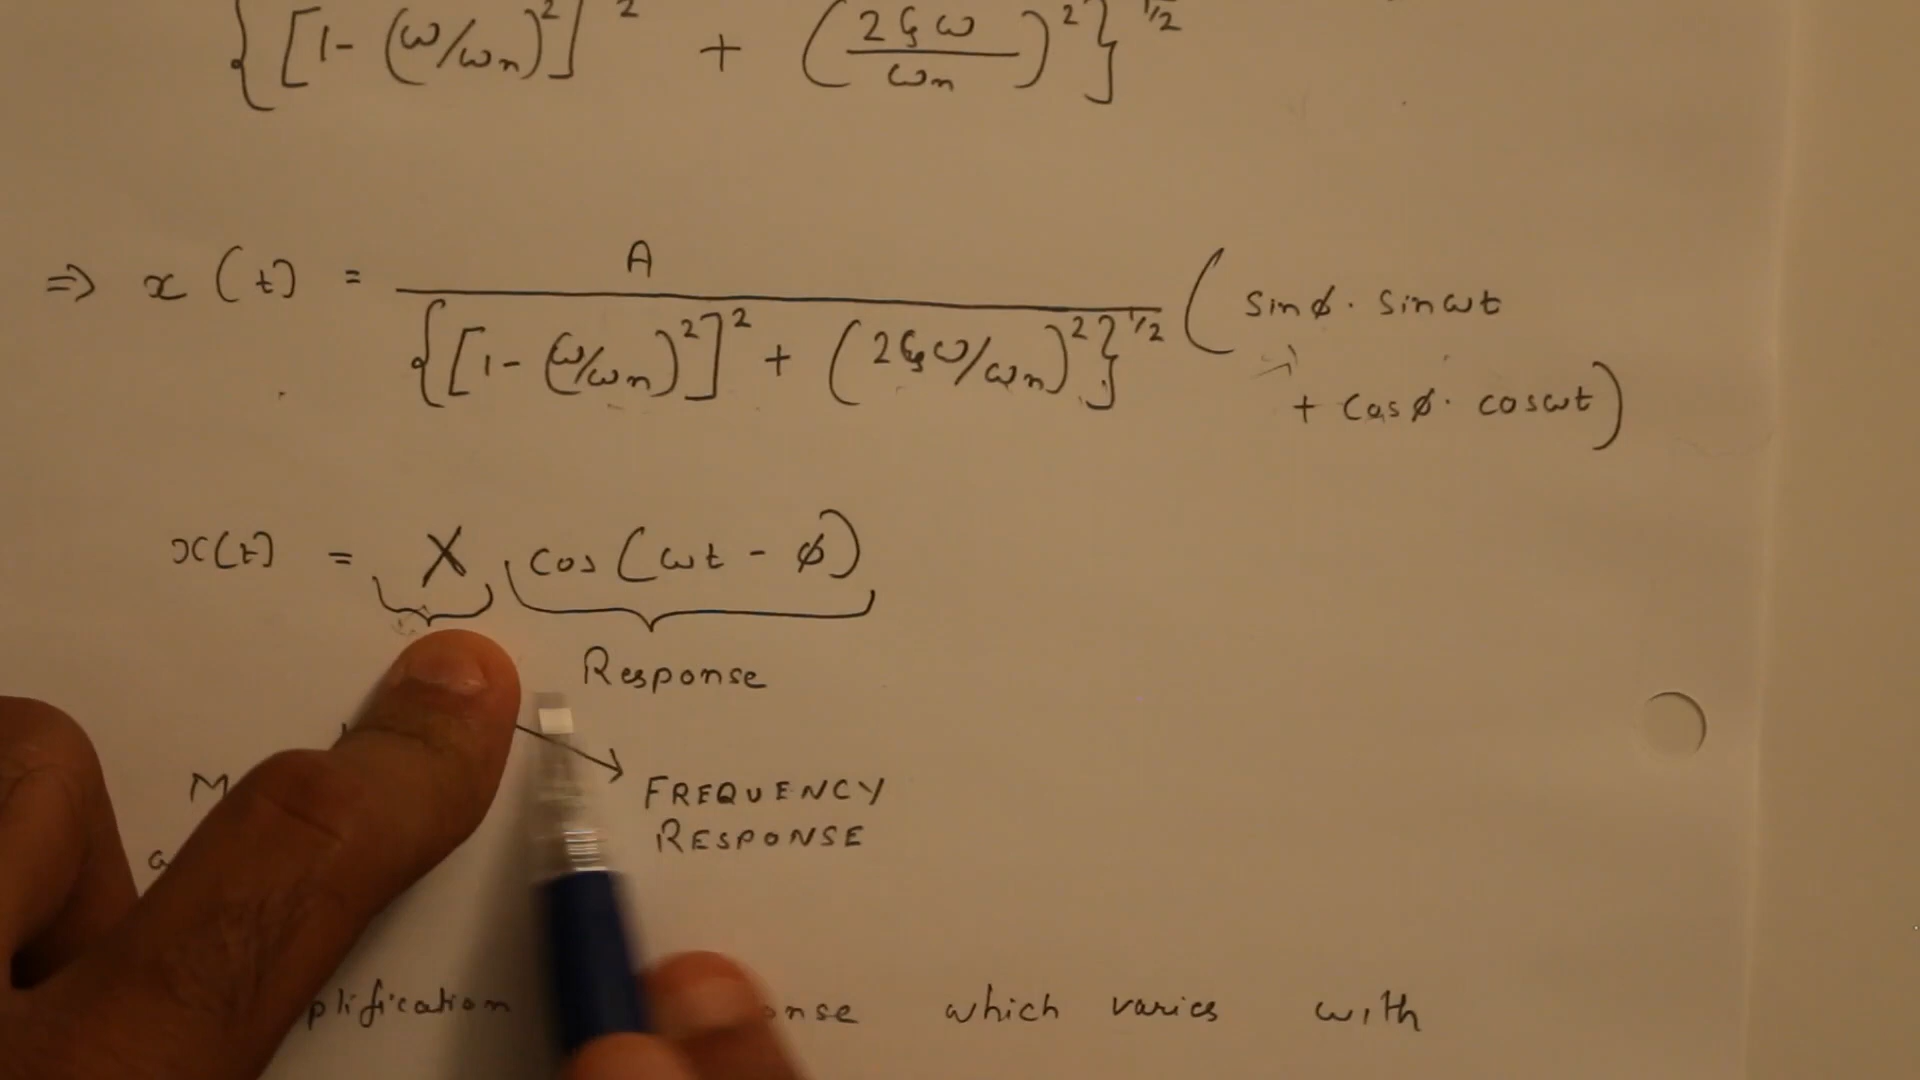 {[1 - (ω/ωn)²]² + (2ζω/ωn)²}^1/2
⇒ x(t) = A / {[1 - (ω/ωn)²]² + (2ζω/ωn)²}^1/2 (sinϕ. sinωt
+ cosϕ. cosωt)
x(t) = X cos(ωt - ϕ)
Response
FREQUENCY
RESPONSE
which varies with